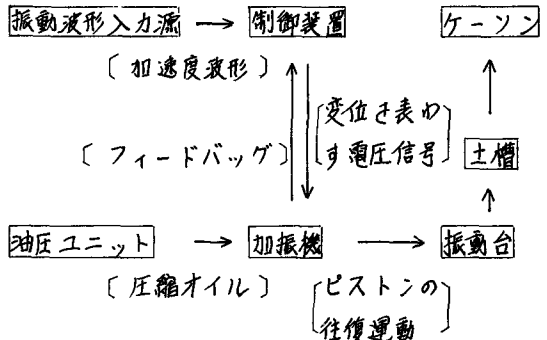 振動波形入力源 → 制御装置 ケーソン
〔加速度波形〕
〔フィードバッグ〕
変位を表わ
す電圧信号
土槽
油圧ユニット → 加振機 → 振動台
〔圧縮オイル〕
ピストンの
往復運動